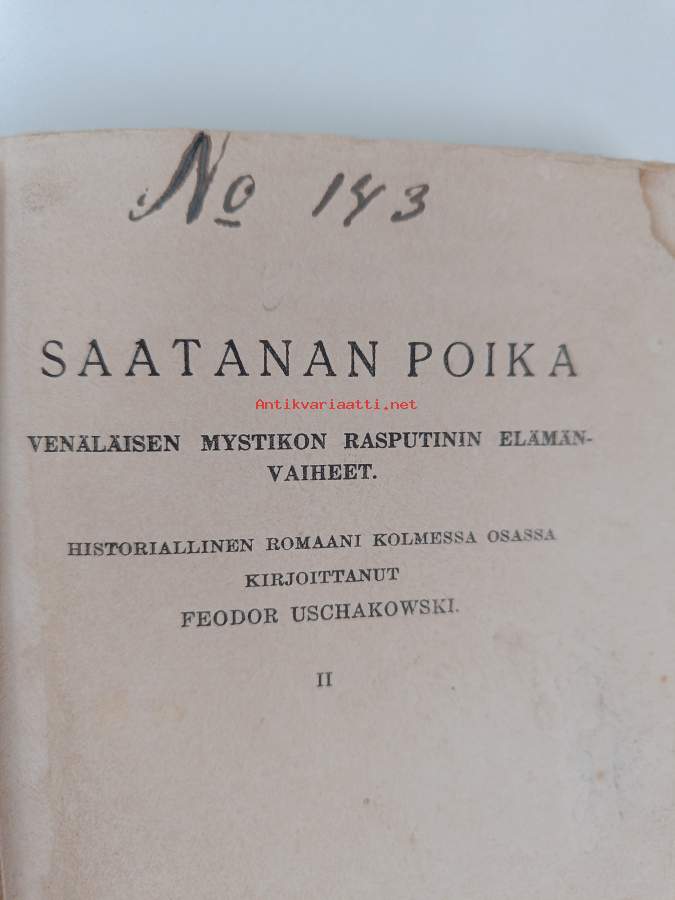 No 143
SAATANAN POIKA
Antikvariaatti.net
VENÄLÄISEN MYSTIKON RASPUTININ ELÄMÄN-
VAIHEET.
HISTORIALLINEN ROMAANI KOLMESSA OSASSA
KIRJOITTANUT
FEODOR USCHAKOWSKI.
II